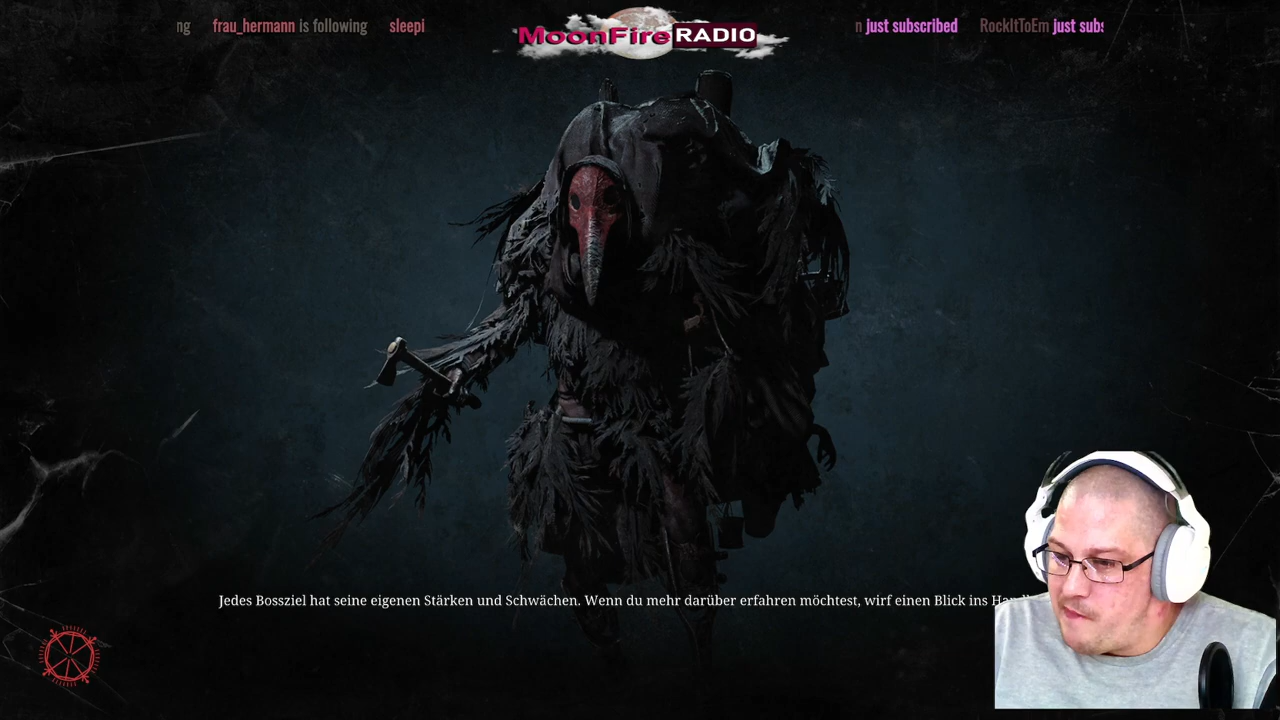 ng frau_hermann is following sleepi
MoonFire RADIO
n just subscribed RockItToEm just subs
Jedes Bossziel hat seine eigenen Stärken und Schwächen. Wenn du mehr darüber erfahren möchtest, wirf einen Blick ins